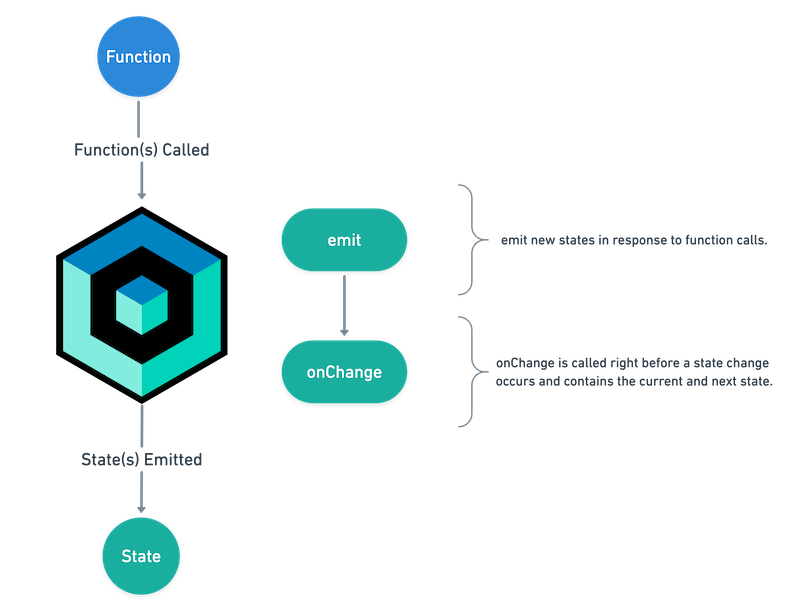 Function
Function(s) Called
emit
emit new states in response to function calls.
onChange
onChange is called right before a state change
occurs and contains the current and next state.
State(s) Emitted
State